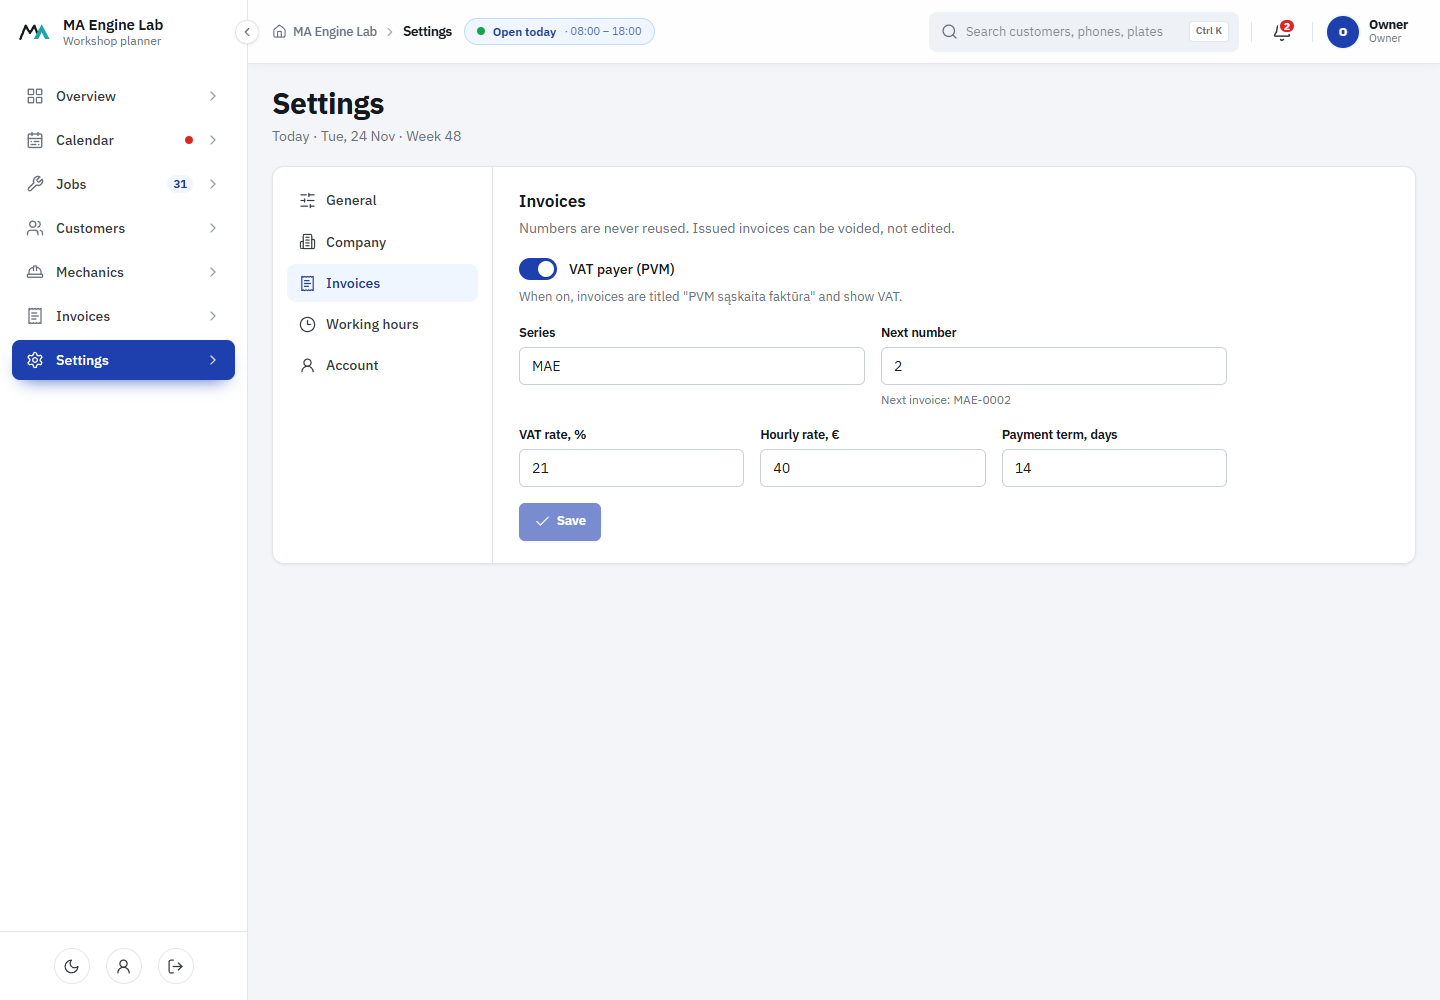 MA Engine Lab
Workshop planner
Overview
Calendar
Jobs
31
Customers
Mechanics
Invoices
Settings
MA Engine Lab
Settings
Open today · 08:00 – 18:00
Search customers, phones, plates
Ctrl K
2
O
Owner
Owner
Settings
Today · Tue, 24 Nov · Week 48
General
Company
Invoices
Working hours
Account
Invoices
Numbers are never reused. Issued invoices can be voided, not edited.
VAT payer (PVM)
When on, invoices are titled "PVM sąskaita faktūra" and show VAT.
Series
MAE
Next number
2
Next invoice: MAE-0002
VAT rate, %
21
Hourly rate, €
40
Payment term, days
14
Save